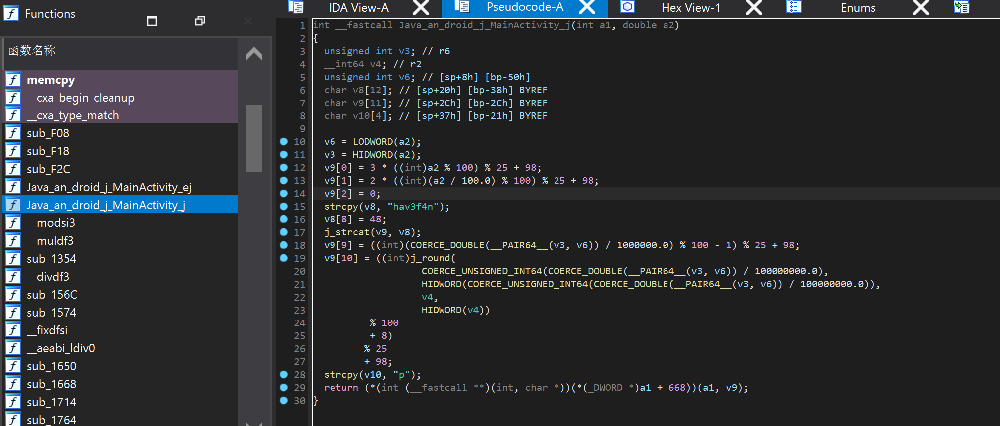 Functions
函数名称
memcpy
__cxa_begin_cleanup
__cxa_type_match
sub_F08
sub_F18
sub_F2C
Java_an_droid_j_MainActivity_ej
Java_an_droid_j_MainActivity_j
__modsi3
__muldf3
sub_1354
__divdf3
sub_156C
sub_1574
__fixdfsi
__aeabi_ldiv0
sub_1650
sub_1668
sub_1714
sub_1764
IDA View-A
Pseudocode-A
Hex View-1
Enums
1 int __fastcall Java_an_droid_j_MainActivity_j(int a1, double a2)
2 {
3   unsigned int v3; // r6
4   __int64 v4; // r2
5   unsigned int v6; // [sp+8h] [bp-50h]
6   char v8[12]; // [sp+20h] [bp-38h] BYREF
7   char v9[11]; // [sp+2Ch] [bp-2Ch] BYREF
8   char v10[4]; // [sp+37h] [bp-21h] BYREF
9
10   v6 = LODWORD(a2);
11   v3 = HIDWORD(a2);
12   v9[0] = 3 * ((int)a2 % 100) % 25 + 98;
13   v9[1] = 2 * ((int)(a2 / 100.0) % 100) % 25 + 98;
14   v9[2] = 0;
15   strcpy(v8, "hav3f4n");
16   v8[8] = 48;
17   j_strcat(v9, v8);
18   v9[9] = ((int)(COERCE_DOUBLE(__PAIR64__(v3, v6)) / 1000000.0) % 100 - 1) % 25 + 98;
19   v9[10] = ((int)j_round(
20                    COERCE_UNSIGNED_INT64(COERCE_DOUBLE(__PAIR64__(v3, v6)) / 100000000.0),
21                    HIDWORD(COERCE_UNSIGNED_INT64(COERCE_DOUBLE(__PAIR64__(v3, v6)) / 100000000.0)),
22                    v4,
23                    HIDWORD(v4))
24           % 100
25           + 8)
26          % 25
27          + 98;
28   strcpy(v10, "p");
29   return (*(int (__fastcall **)(int, char *))(*(_DWORD *)a1 + 668))(a1, v9);
30 }